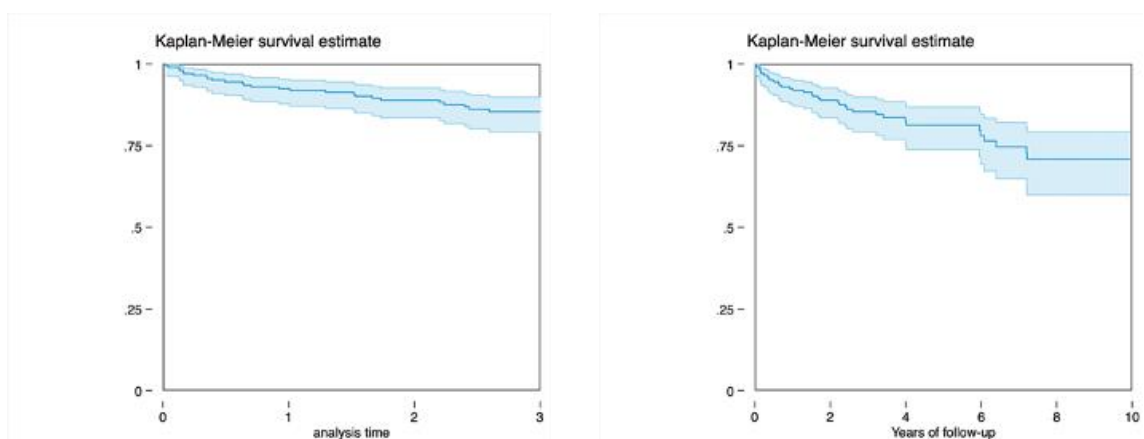 Kaplan-Meier survival estimate
1
.75
.5
.25
0
0 1 2 3
analysis time
Kaplan-Meier survival estimate
1
.75
.5
.25
0
0 2 4 6 8 10
Years of follow-up